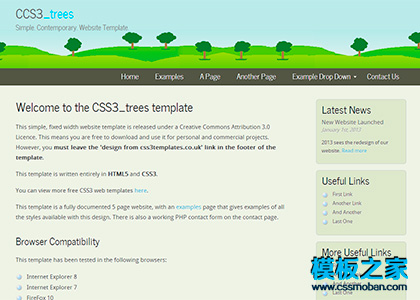 CCS3_trees
Simple. Contemporary. Website Template
Home Examples A Page Another Page Example Drop Down Contact Us
Welcome to the CSS3_trees template
This simple, fixed width website template is released under a Creative Commons Attribution 3.0
Licence. This means you are free to download and use it for personal and commercial projects.
However, you must leave the 'design from css3templates.co.uk' link in the footer of
the template.
This template is written entirely in HTML5 and CSS3.
You can view more free CSS3 web templates here.
This template is a fully documented 5 page website, with an examples page that gives examples of all
the styles available with this design. There is also a working PHP contact form on the contact page.
Browser Compatibility
This template has been tested in the following browsers:
Internet Explorer 8
Internet Explorer 7
FireFox 10
Latest News
New Website Launched
January 1st, 2013
2013 sees the redesign of our
website. Read more
Useful Links
First Link
Another Link
And Another
Last One
More Useful Links
And Another
Last One
模板之家
www.cssmoban.com